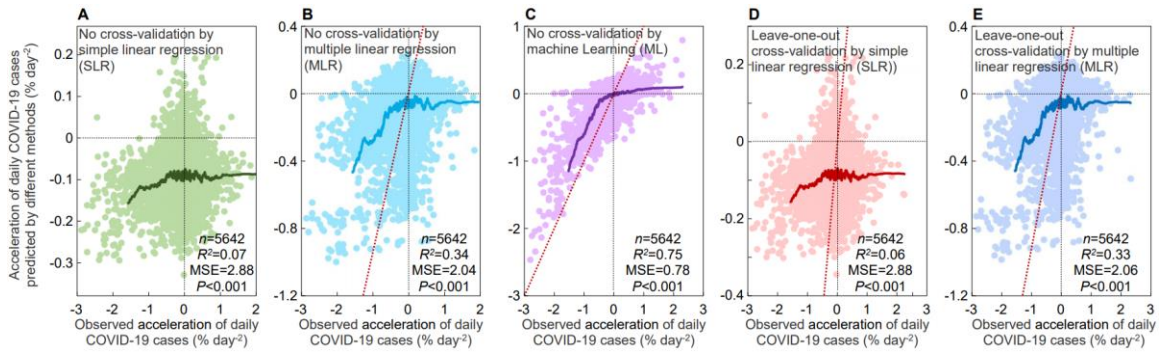 Acceleration of daily COVID-19 cases
predicted by different methods (% day-2)
A
No cross-validation by
simple linear regression
(SLR)
0.2
0.1
0
-0.1
-0.2
-0.3
n=5642
R²=0.07
MSE=2.88
P<0.001
-3 -2 -1 0 1 2
Observed acceleration of daily
COVID-19 cases (% day-2)
B
No cross-validation by
multiple linear regression
(MLR)
0.4
0
-0.4
-0.8
-1.2
n=5642
R²=0.34
MSE=2.04
P<0.001
-3 -2 -1 0 1 2
Observed acceleration of daily
COVID-19 cases (% day-2)
C
No cross-validation by
machine Learning (ML)
1
0
-1
-2
-3
n=5642
R²=0.75
MSE=0.78
P<0.001
-3 -2 -1 0 1 2 3
Observed acceleration of daily
COVID-19 cases (% day-2)
D
Leave-one-out
cross-validation by simple
linear regression (SLR))
0.2
0
-0.2
-0.4
n=5642
R²=0.06
MSE=2.88
P<0.001
-3 -2 -1 0 1 2 3
Observed acceleration of daily
COVID-19 cases (% day-2)
E
Leave-one-out
cross-validation by multiple
linear regression (MLR)
0.4
0
-0.4
-0.8
-1.2
n=5642
R²=0.33
MSE=2.06
P<0.001
-3 -2 -1 0 1 2 3
Observed acceleration of daily
COVID-19 cases (% day-2)